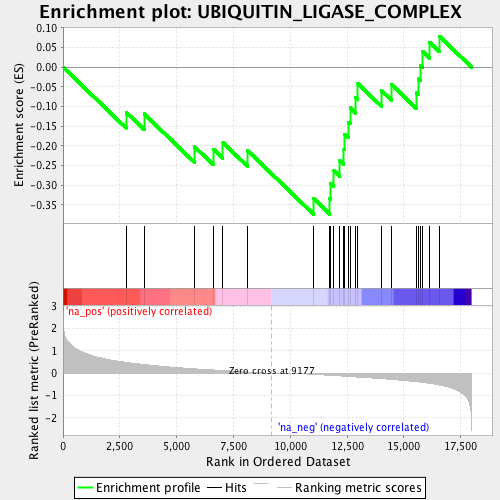 Enrichment plot: UBIQUITIN_LIGASE_COMPLEX
Enrichment score (ES)
0.10
0.05
0.00
-0.05
-0.10
-0.15
-0.20
-0.25
-0.30
-0.35
Ranked list metric (PreRanked)
'na_pos' (positively correlated)
3
2
1
0
-1
-2
Zero cross at 9177
'na_neg' (negatively correlated)
0 2,500 5,000 7,500 10,000 12,500 15,000 17,500
Rank in Ordered Dataset
Enrichment profile Hits Ranking metric scores